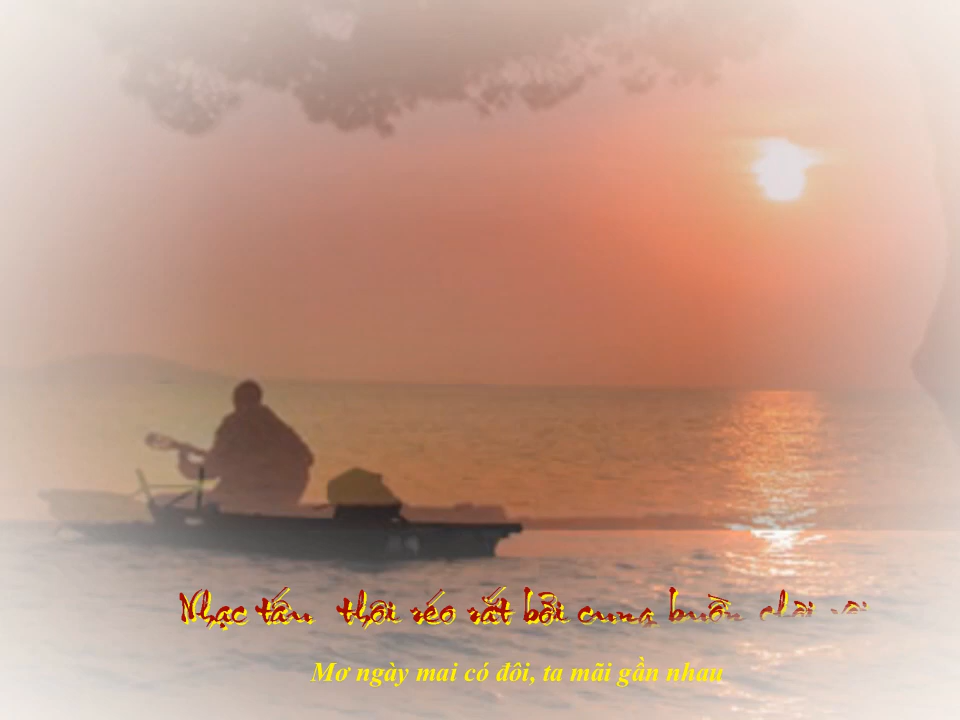 Nhạc tấu thôi réo rắt bởi cung buồn
Mơ ngày mai có đôi, ta mãi gần nhau